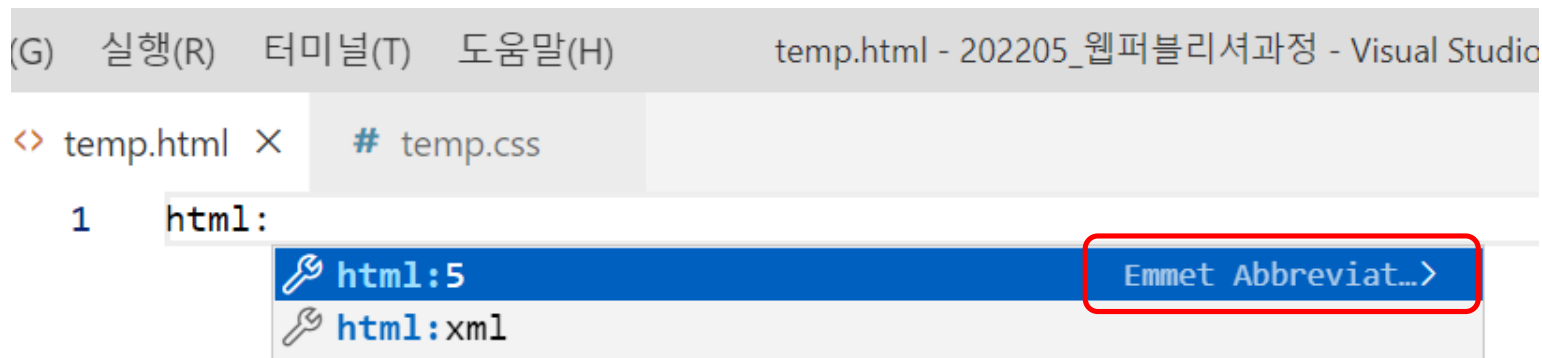 (G) 실행(R) 터미널(T) 도움말(H) temp.html - 202205_웹퍼블리셔과정 - Visual Studio
<> temp.html × # temp.css
1 html:
html:5 Emmet Abbreviat…>
html:xml